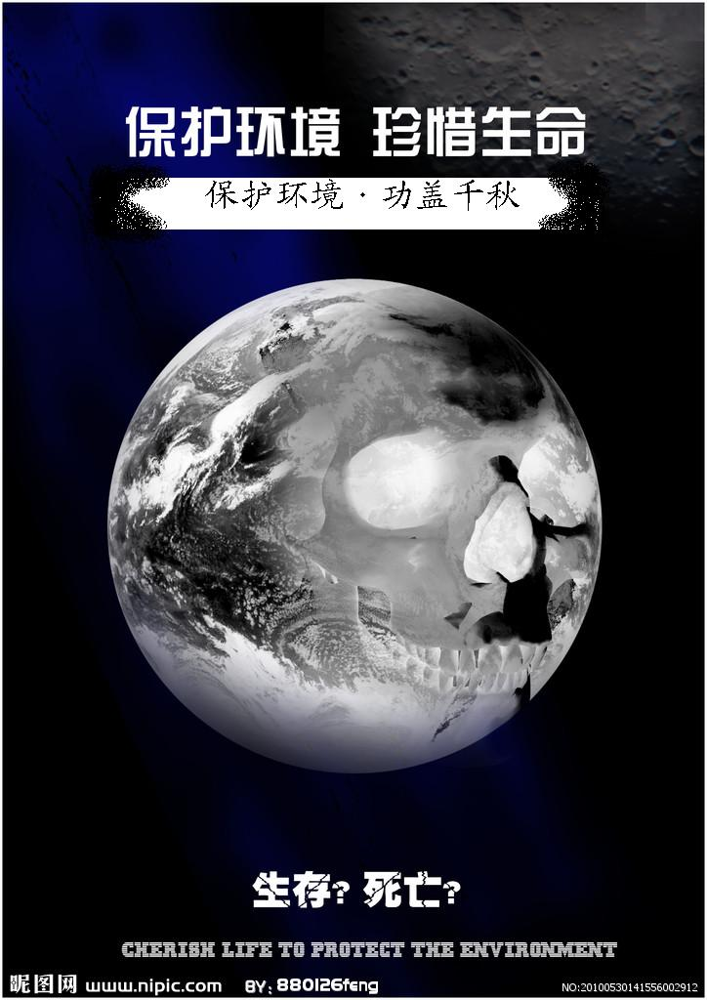 保护环境 珍惜生命
保护环境·功盖千秋
生存? 死亡?
CHERISH LIFE TO PROTECT THE ENVIRONMENT
昵图网 www.nipic.com BY:880126feng NO:20100530141556002912